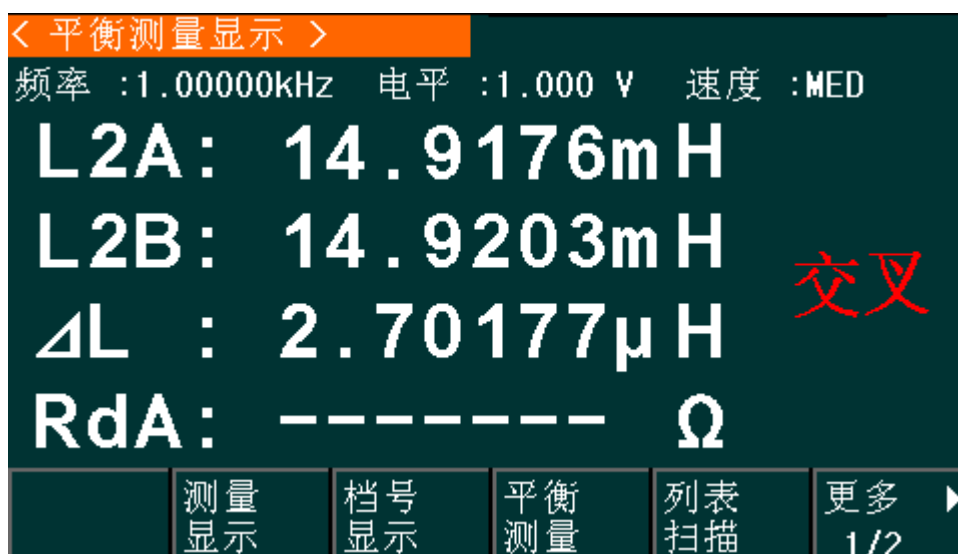 < 平衡测量显示 >
频率 :1.00000kHz 电平 :1.000 V 速度 :MED
L2A: 14.9176mH
L2B: 14.9203mH
交叉
⊿L : 2.70177μH
RdA: ------- Ω
测量显示 档号显示 平衡测量 列表扫描 更多 1/2